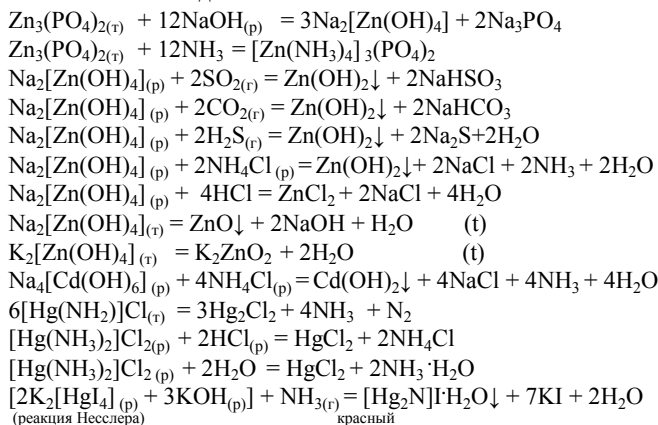 Zn₃(PO₄)₂₍т₎ + 12NaOH₍р₎ = 3Na₂[Zn(OH)₄] + 2Na₃PO₄
Zn₃(PO₄)₂₍т₎ + 12NH₃ = [Zn(NH₃)₄] ₃(PO₄)₂
Na₂[Zn(OH)₄]₍р₎ + 2SO₂₍г₎ = Zn(OH)₂↓ + 2NaHSO₃
Na₂[Zn(OH)₄] ₍р₎ + 2CO₂₍г₎ = Zn(OH)₂↓ + 2NaHCO₃
Na₂[Zn(OH)₄] ₍р₎ + 2H₂S₍г₎ = Zn(OH)₂↓ + 2Na₂S+2H₂O
Na₂[Zn(OH)₄] ₍р₎ + 2NH₄Cl ₍р₎ = Zn(OH)₂↓+ 2NaCl + 2NH₃ + 2H₂O
Na₂[Zn(OH)₄] ₍р₎ + 4HCl = ZnCl₂ + 2NaCl + 4H₂O
Na₂[Zn(OH)₄]₍т₎ = ZnO↓ + 2NaOH + H₂O (t)
K₂[Zn(OH)₄] ₍т₎ = K₂ZnO₂ + 2H₂O (t)
Na₄[Cd(OH)₆] ₍р₎ + 4NH₄Cl₍р₎ = Cd(OH)₂↓ + 4NaCl + 4NH₃ + 4H₂O
6[Hg(NH₂)]Cl₍т₎ = 3Hg₂Cl₂ + 4NH₃ + N₂
[Hg(NH₃)₂]Cl₂₍р₎ + 2HCl₍р₎ = HgCl₂ + 2NH₄Cl
[Hg(NH₃)₂]Cl₂ ₍р₎ + 2H₂O = HgCl₂ + 2NH₃·H₂O
[2K₂[HgI₄] ₍р₎ + 3KOH₍р₎] + NH₃₍г₎ = [Hg₂N]I·H₂O↓ + 7KI + 2H₂O
(реакция Несслера) красный